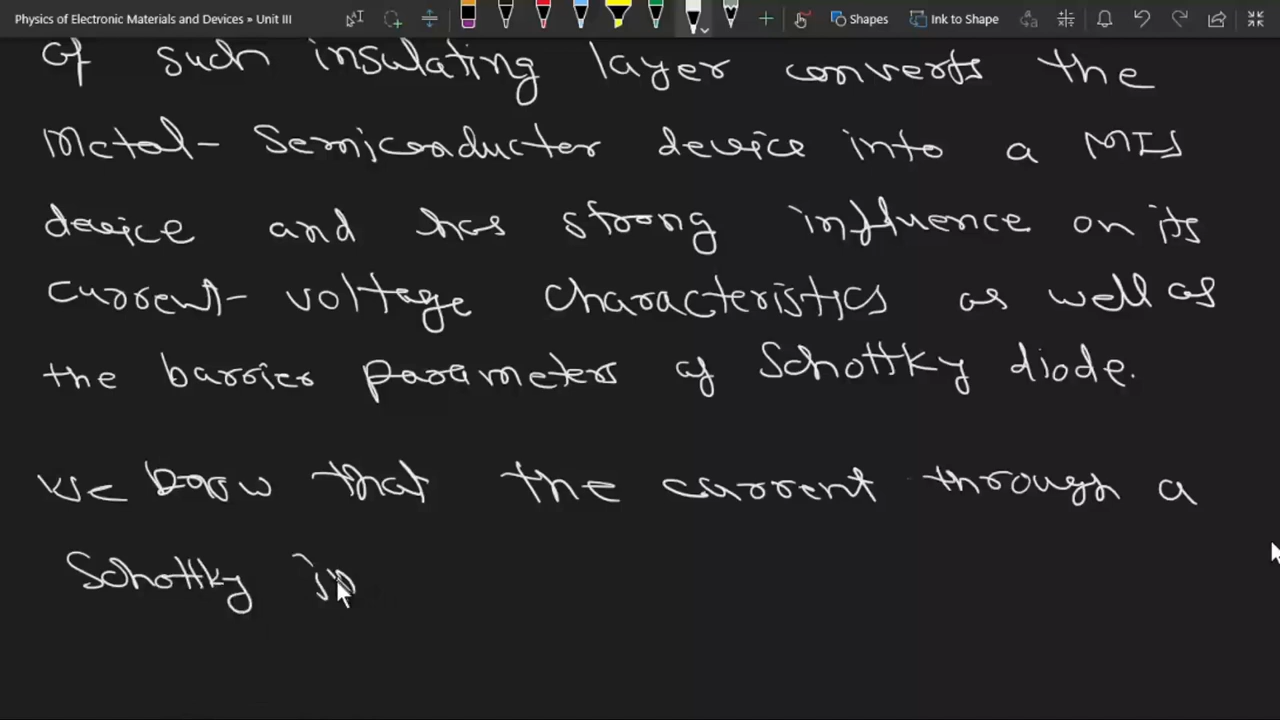 Physics of Electronic Materials and Devices » Unit III
Shapes
Ink to Shape
of such insulating layer converts the
Metal- Semiconductor device into a MIS
device and has strong influence on its
current- voltage characteristics as well as
the barrier parameters of Schottky diode.
We know that the current through a
Schottky